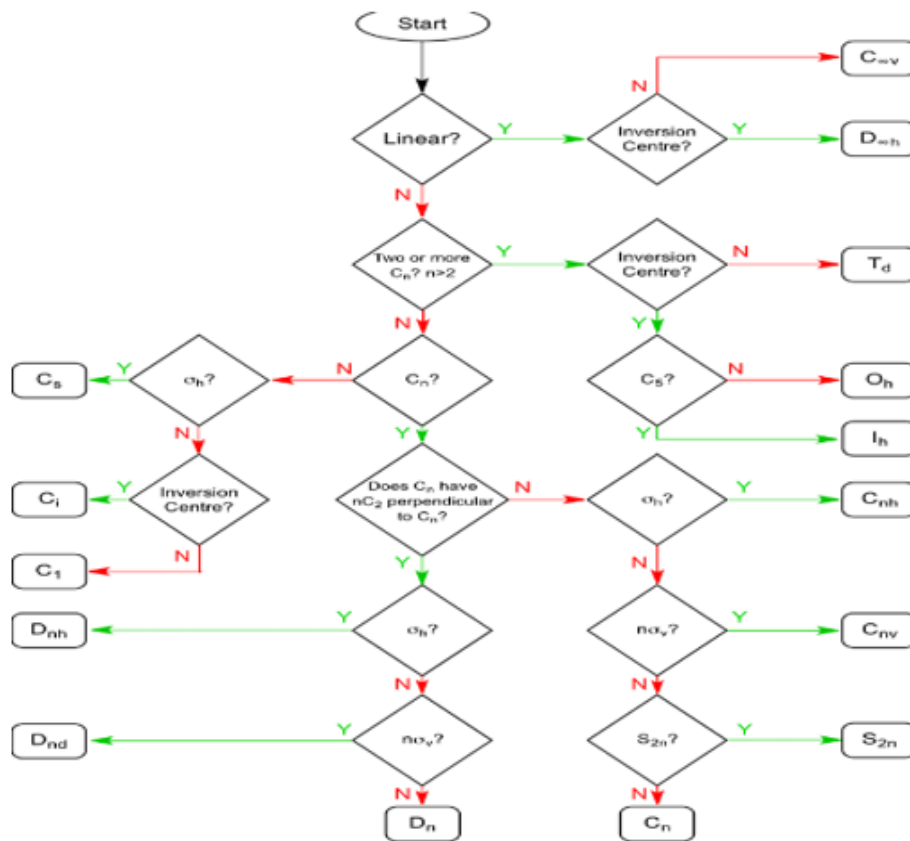 Start
N
C∞v
Linear?
Y
Inversion
Centre?
Y
D∞h
N
Two or more
Cn? n>2
Y
Inversion
Centre?
N
Td
N
Y
Cs
Y
σh?
N
Cn?
C5?
N
Oh
N
Y
Y
Ih
Ci
Y
Inversion
Centre?
Does Cn have
nC2 perpendicular
to Cn?
N
σh?
Y
Cnh
C1
N
Y
N
Dnh
Y
σh?
nσv?
Y
Cnv
N
N
Dnd
Y
nσv?
S2n?
Y
S2n
N
N
Dn
Cn